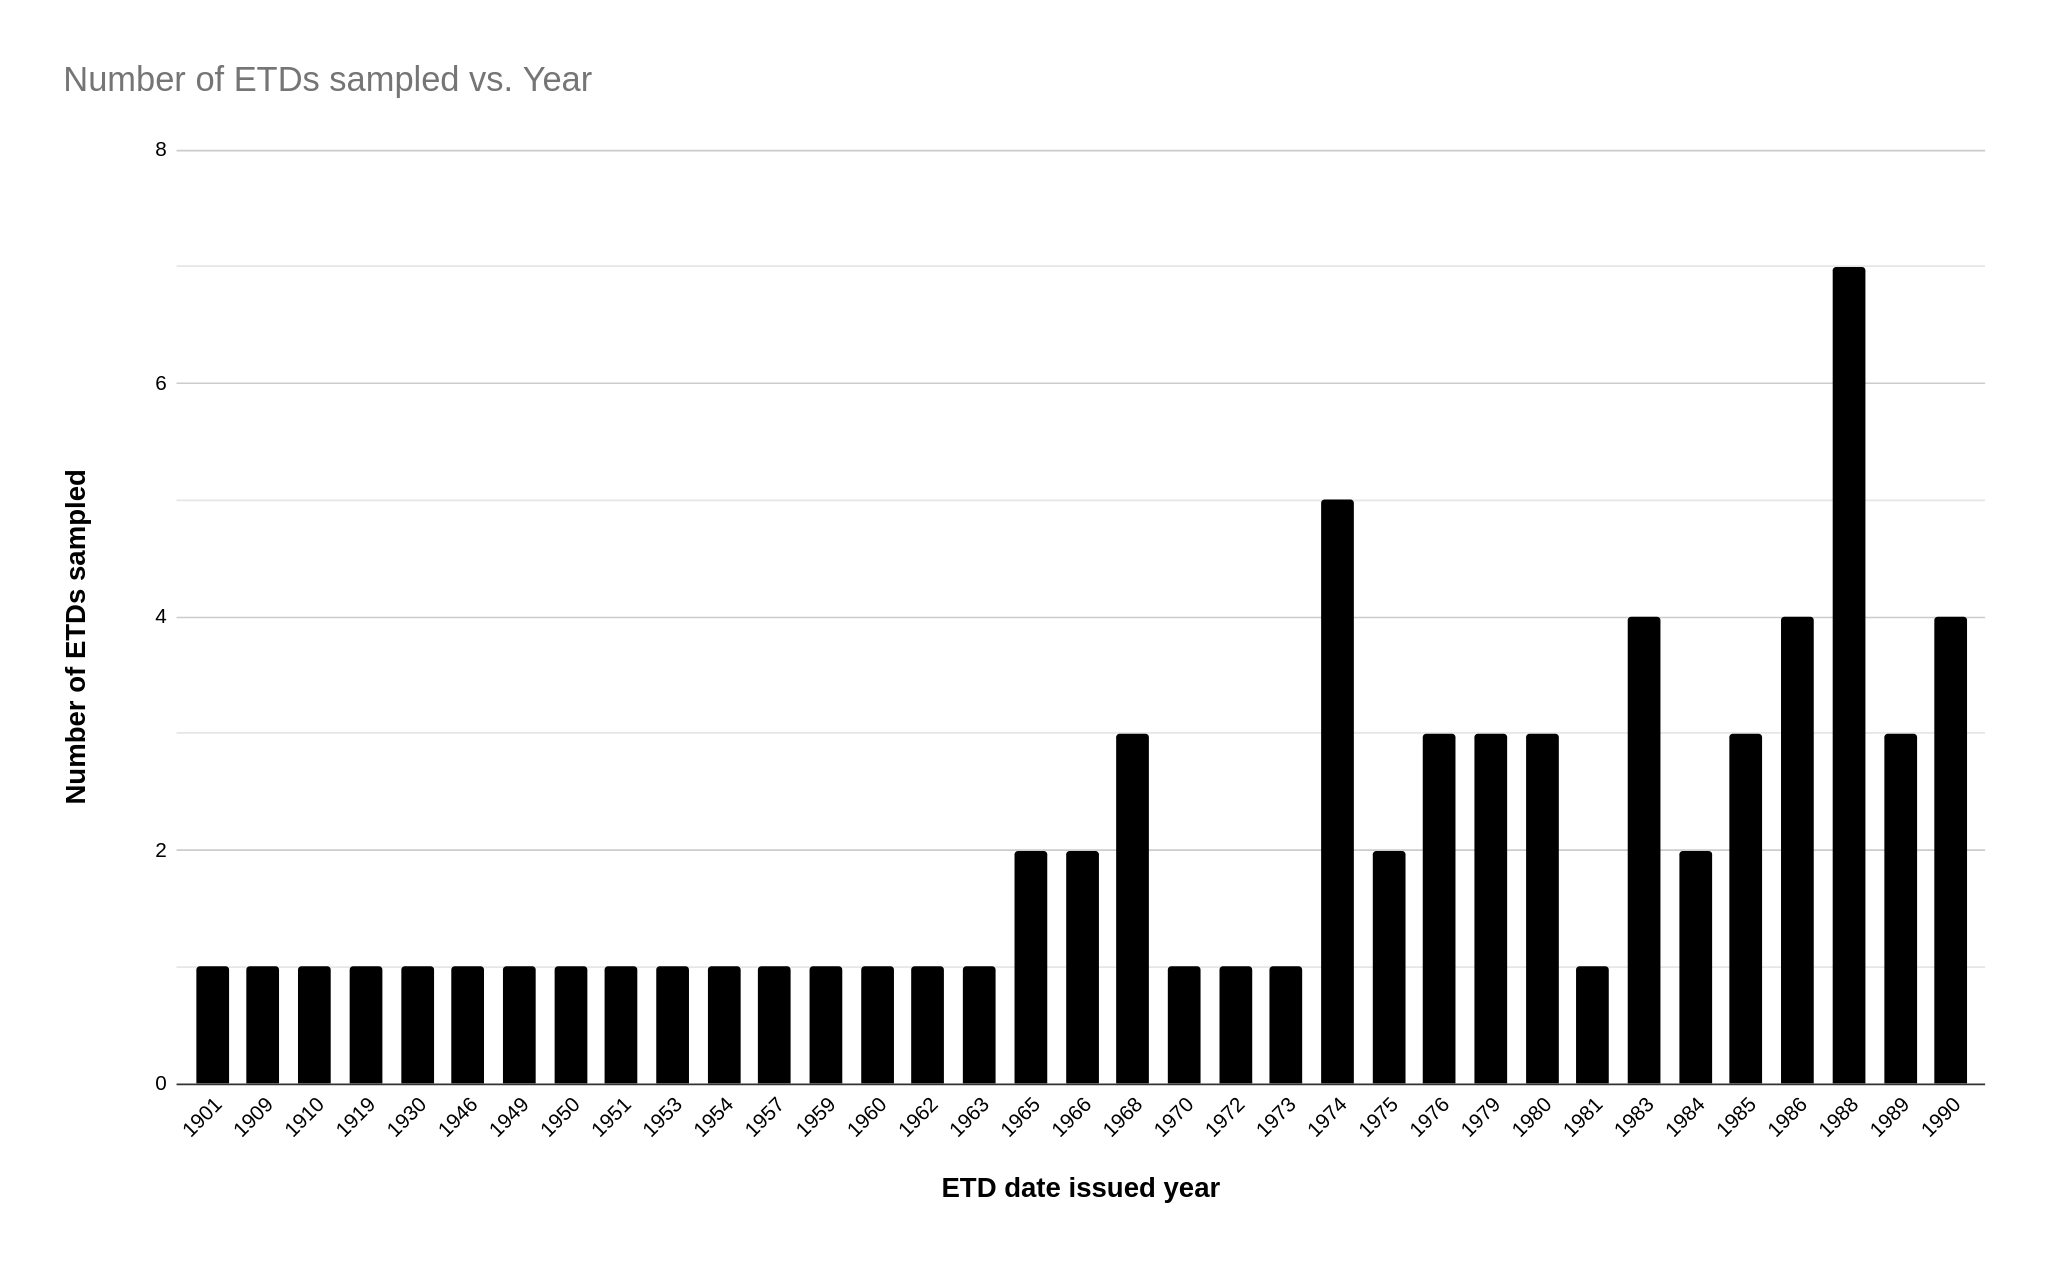 Number of ETDs sampled vs. Year
Number of ETDs sampled
8
6
4
2
0
1901 1909 1910 1919 1930 1946 1949 1950 1951 1953 1954 1957 1959 1960 1962 1963 1965 1966 1968 1970 1972 1973 1974 1975 1976 1979 1980 1981 1983 1984 1985 1986 1988 1989 1990
ETD date issued year